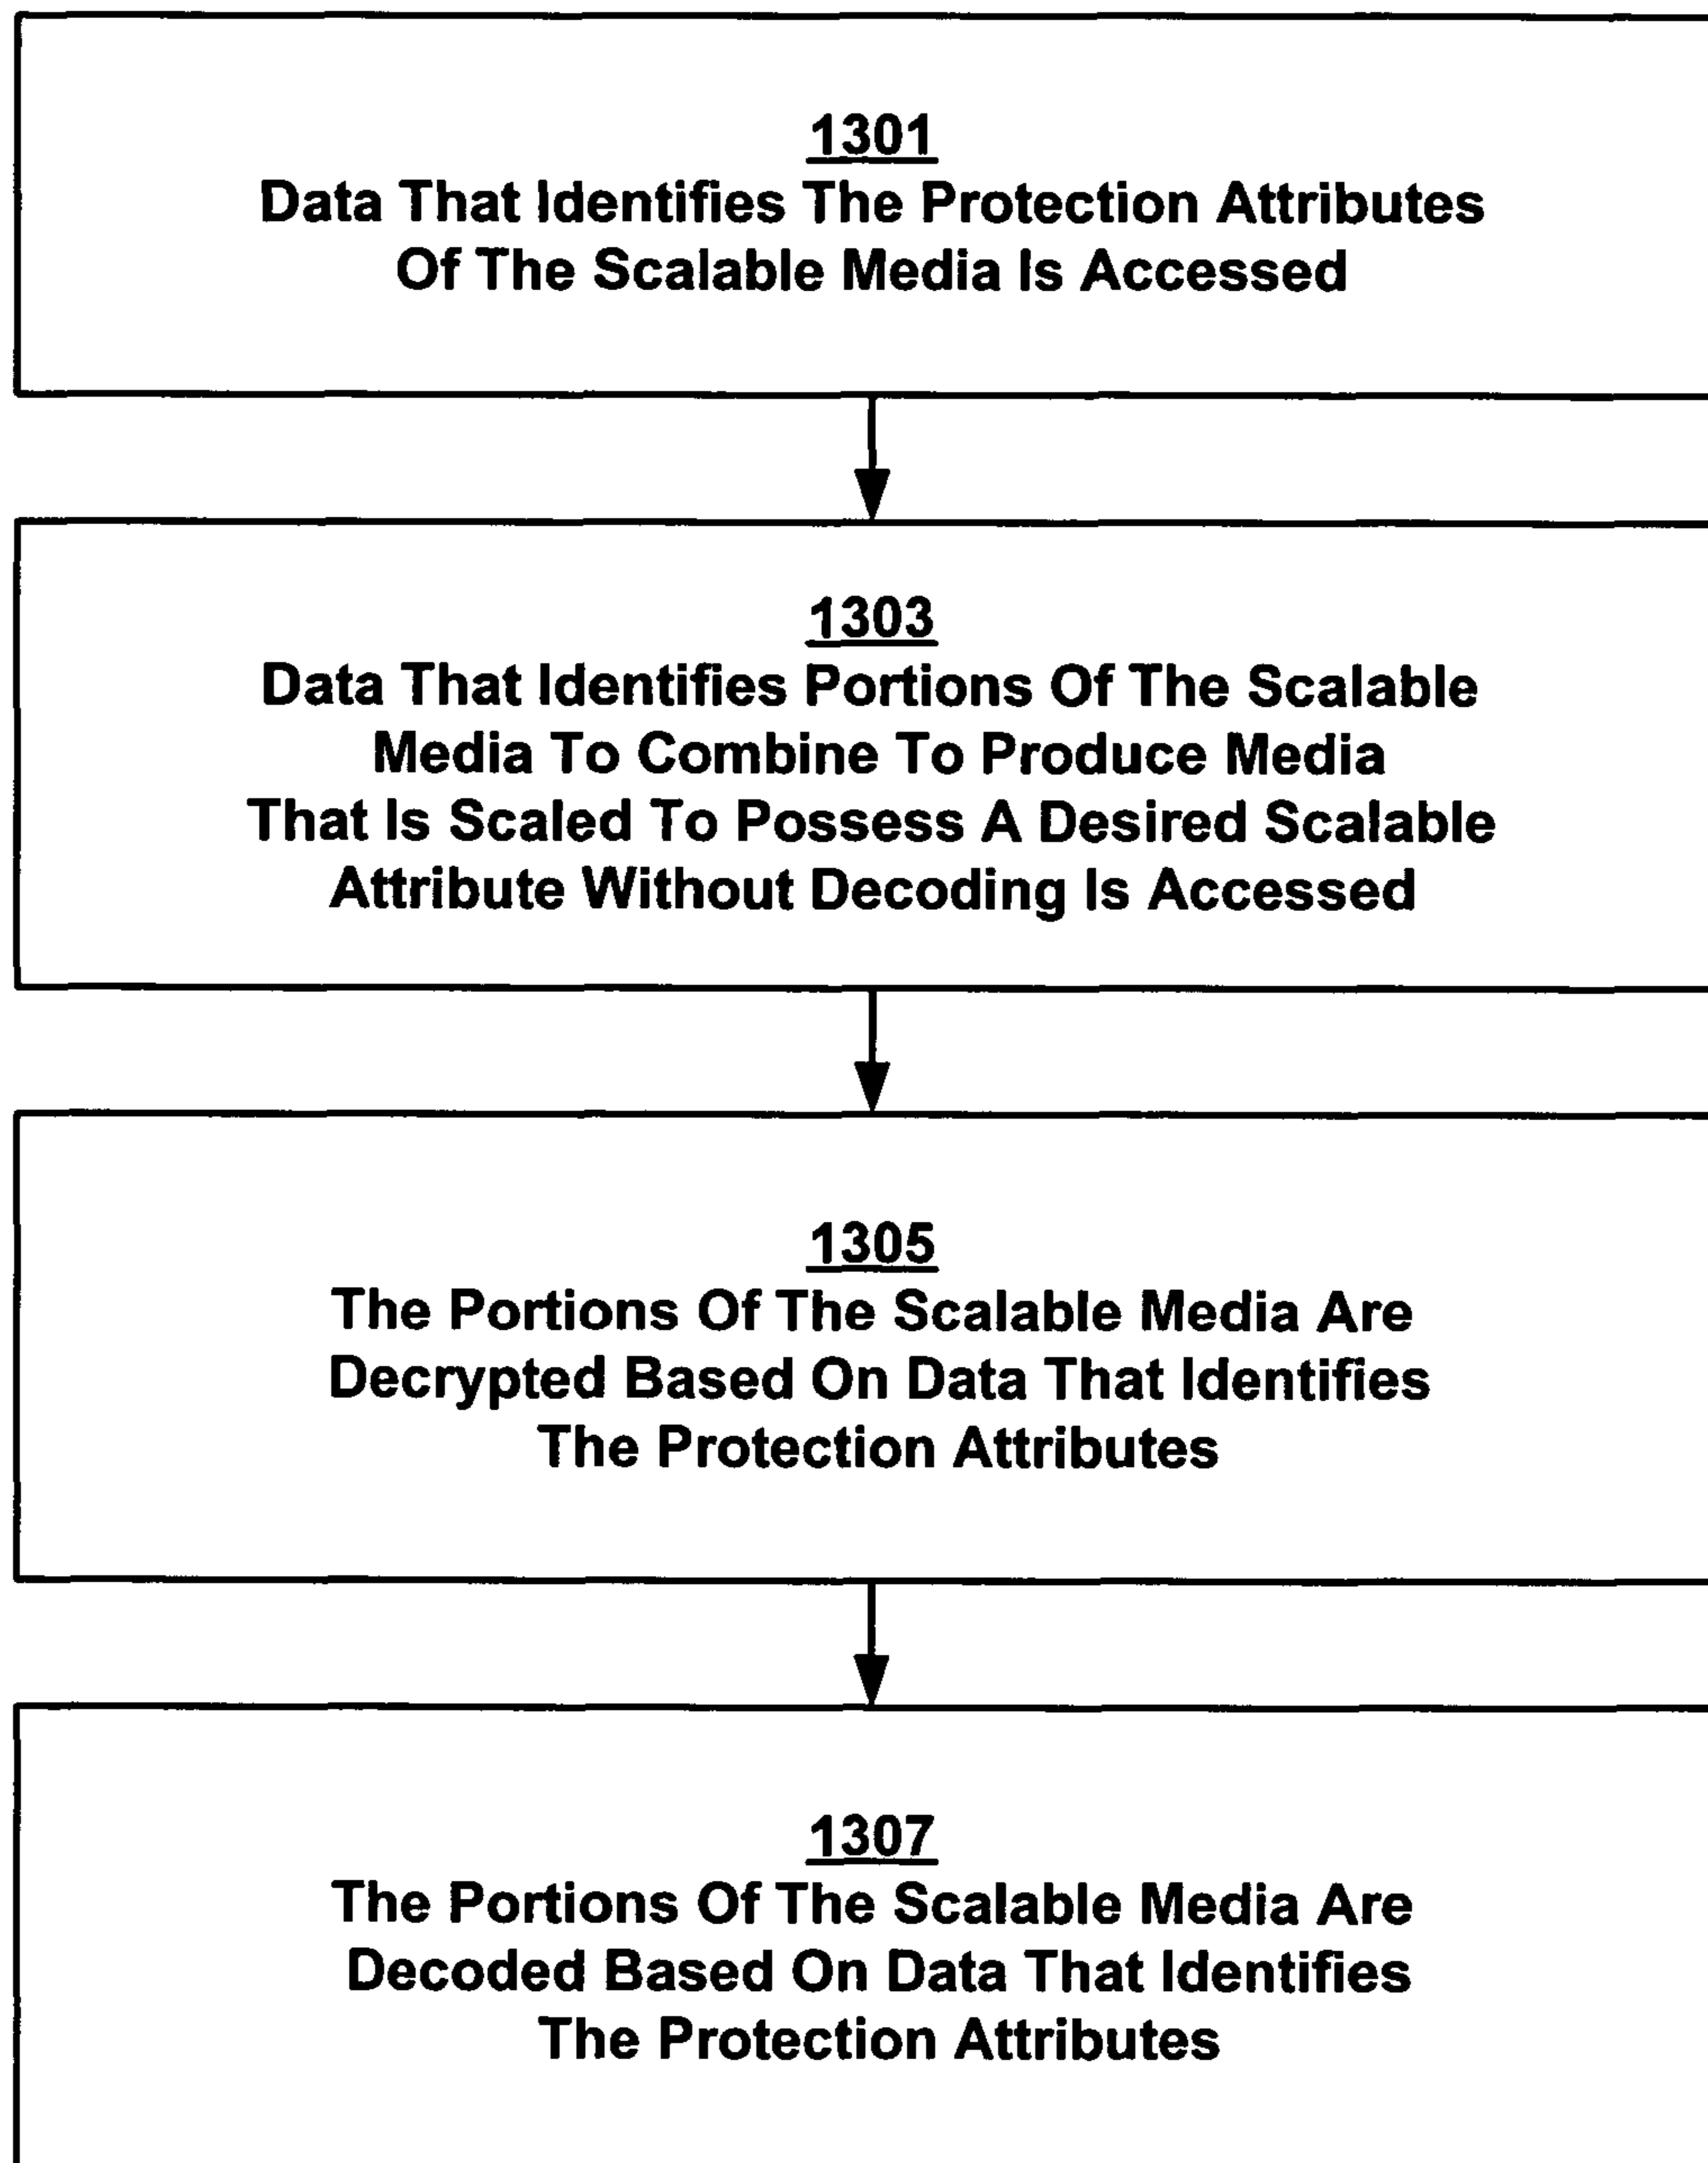 1301
Data That Identifies The Protection Attributes
Of The Scalable Media Is Accessed
1303
Data That Identifies Portions Of The Scalable
Media To Combine To Produce Media
That Is Scaled To Possess A Desired Scalable
Attribute Without Decoding Is Accessed
1305
The Portions Of The Scalable Media Are
Decrypted Based On Data That Identifies
The Protection Attributes
1307
The Portions Of The Scalable Media Are
Decoded Based On Data That Identifies
The Protection Attributes